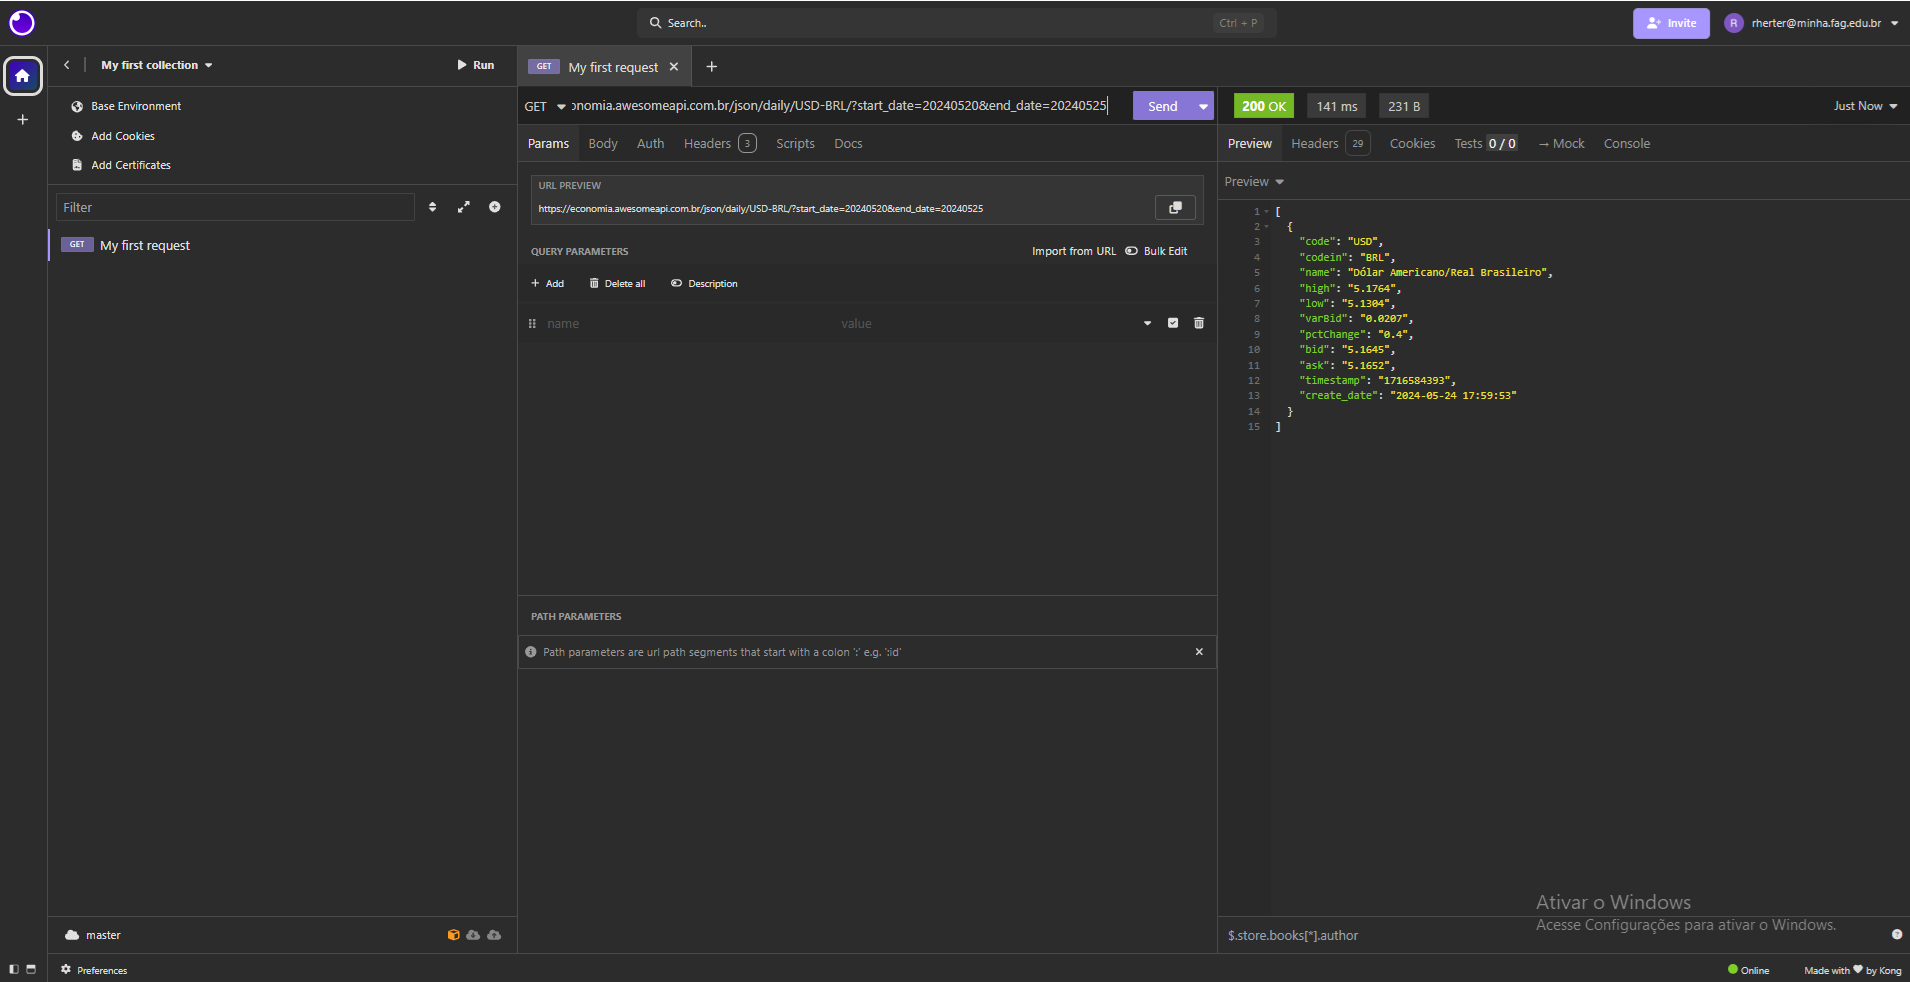 Search..
Ctrl + P
Invite
R
rherter@minha.fag.edu.br
My first collection
Run
Base Environment
Add Cookies
Add Certificates
Filter
GET My first request
GET My first request
GET onomia.awesomeapi.com.br/json/daily/USD-BRL/?start_date=20240520&end_date=20240525
Send
Params Body Auth Headers 3 Scripts Docs
URL PREVIEW
https://economia.awesomeapi.com.br/json/daily/USD-BRL/?start_date=20240520&end_date=20240525
QUERY PARAMETERS
Import from URL
Bulk Edit
Add Delete all Description
name value
PATH PARAMETERS
Path parameters are url path segments that start with a colon ':' e.g. ':id'
200 OK 141 ms 231 B Just Now
Preview Headers 29 Cookies Tests 0 / 0 → Mock Console
Preview
1 [
2 {
3 "code": "USD",
4 "codein": "BRL",
5 "name": "Dólar Americano/Real Brasileiro",
6 "high": "5.1764",
7 "low": "5.1304",
8 "varBid": "0.0207",
9 "pctChange": "0.4",
10 "bid": "5.1645",
11 "ask": "5.1652",
12 "timestamp": "1716584393",
13 "create_date": "2024-05-24 17:59:53"
14 }
15 ]
Ativar o Windows
Acesse Configurações para ativar o Windows.
$.store.books[*].author
master
Preferences
Online
Made with by Kong